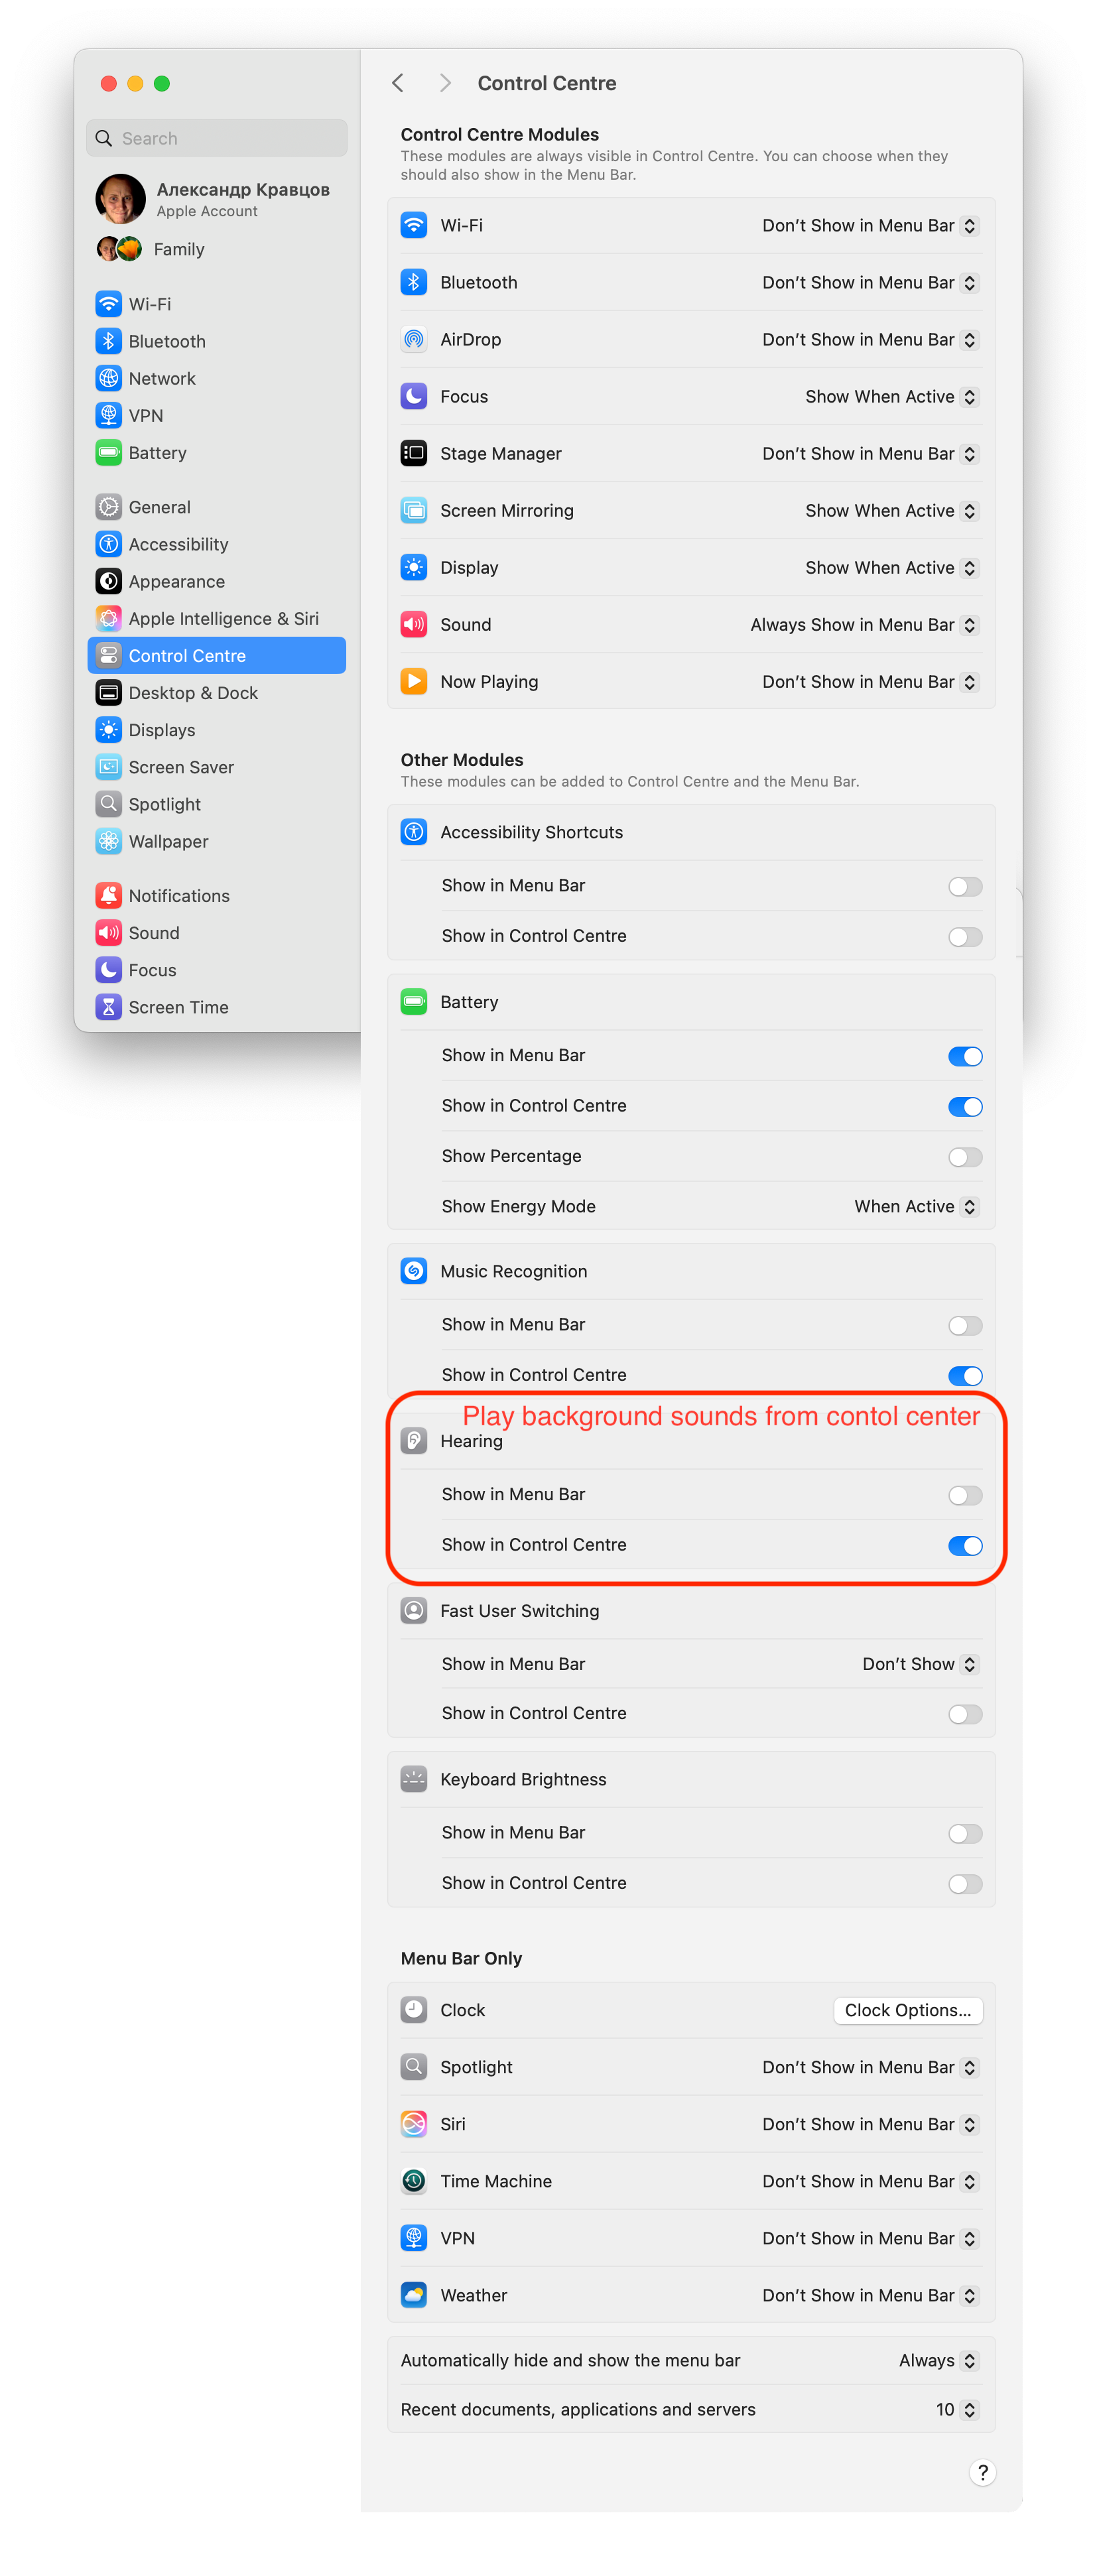 Control Centre
Search
Александр Кравцов
Apple Account
Family
Wi-Fi
Bluetooth
Network
VPN
Battery
General
Accessibility
Appearance
Apple Intelligence & Siri
Control Centre
Desktop & Dock
Displays
Screen Saver
Spotlight
Wallpaper
Notifications
Sound
Focus
Screen Time
Control Centre Modules
These modules are always visible in Control Centre. You can choose when they
should also show in the Menu Bar.
Wi-Fi Don't Show in Menu Bar
Bluetooth Don't Show in Menu Bar
AirDrop Don't Show in Menu Bar
Focus Show When Active
Stage Manager Don't Show in Menu Bar
Screen Mirroring Show When Active
Display Show When Active
Sound Always Show in Menu Bar
Now Playing Don't Show in Menu Bar
Other Modules
These modules can be added to Control Centre and the Menu Bar.
Accessibility Shortcuts
Show in Menu Bar
Show in Control Centre
Battery
Show in Menu Bar
Show in Control Centre
Show Percentage
Show Energy Mode When Active
Music Recognition
Show in Menu Bar
Show in Control Centre
Play background sounds from contol center
Hearing
Show in Menu Bar
Show in Control Centre
Fast User Switching
Show in Menu Bar Don't Show
Show in Control Centre
Keyboard Brightness
Show in Menu Bar
Show in Control Centre
Menu Bar Only
Clock Clock Options...
Spotlight Don't Show in Menu Bar
Siri Don't Show in Menu Bar
Time Machine Don't Show in Menu Bar
VPN Don't Show in Menu Bar
Weather Don't Show in Menu Bar
Automatically hide and show the menu bar Always
Recent documents, applications and servers 10
?